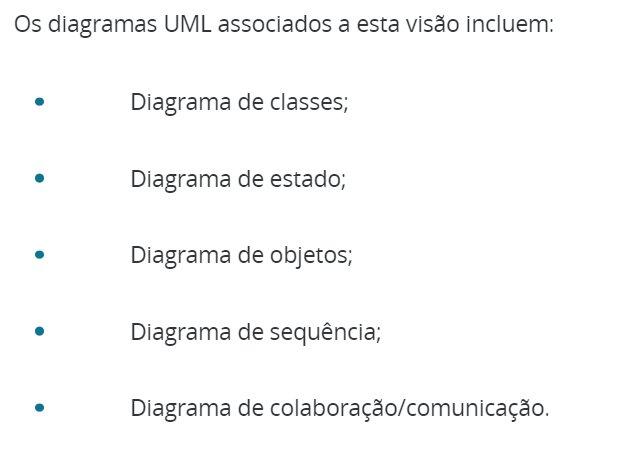 Os diagramas UML associados a esta visão incluem:
• Diagrama de classes;
• Diagrama de estado;
• Diagrama de objetos;
• Diagrama de sequência;
• Diagrama de colaboração/comunicação.